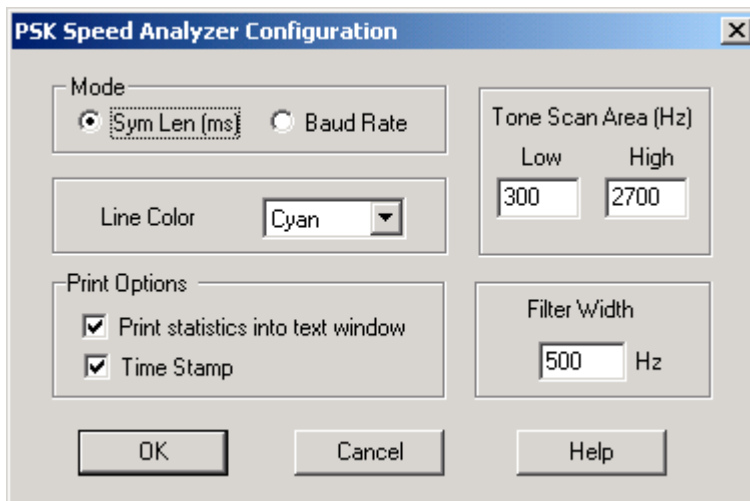 PSK Speed Analyzer Configuration
Mode
Sym Len (ms) Baud Rate
Line Color Cyan
Print Options
Print statistics into text window
Time Stamp
Tone Scan Area (Hz)
Low High
300 2700
Filter Width
500 Hz
OK Cancel Help